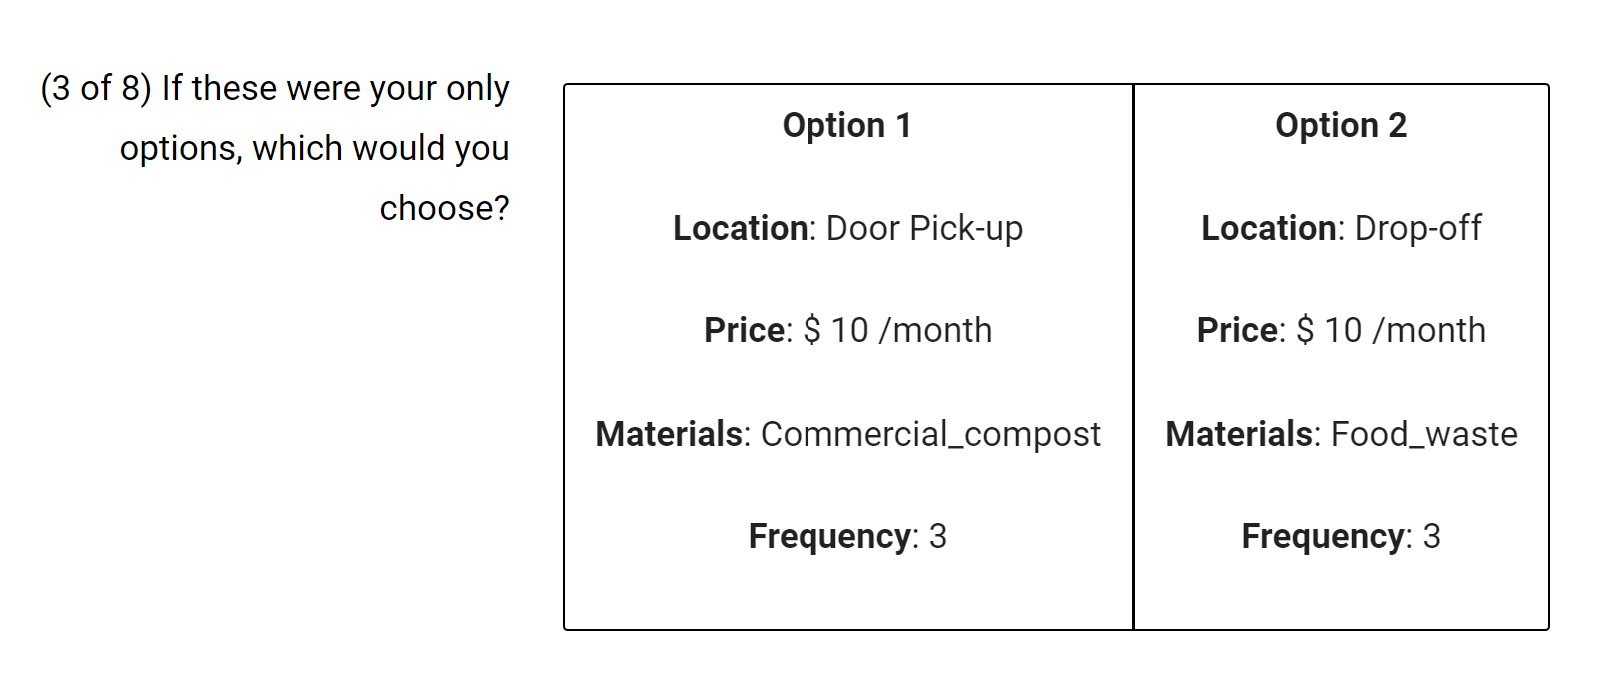 (3 of 8) If these were your only
options, which would you
choose?
Option 1
Location: Door Pick-up
Price: $ 10 /month
Materials: Commercial_compost
Frequency: 3
Option 2
Location: Drop-off
Price: $ 10 /month
Materials: Food_waste
Frequency: 3